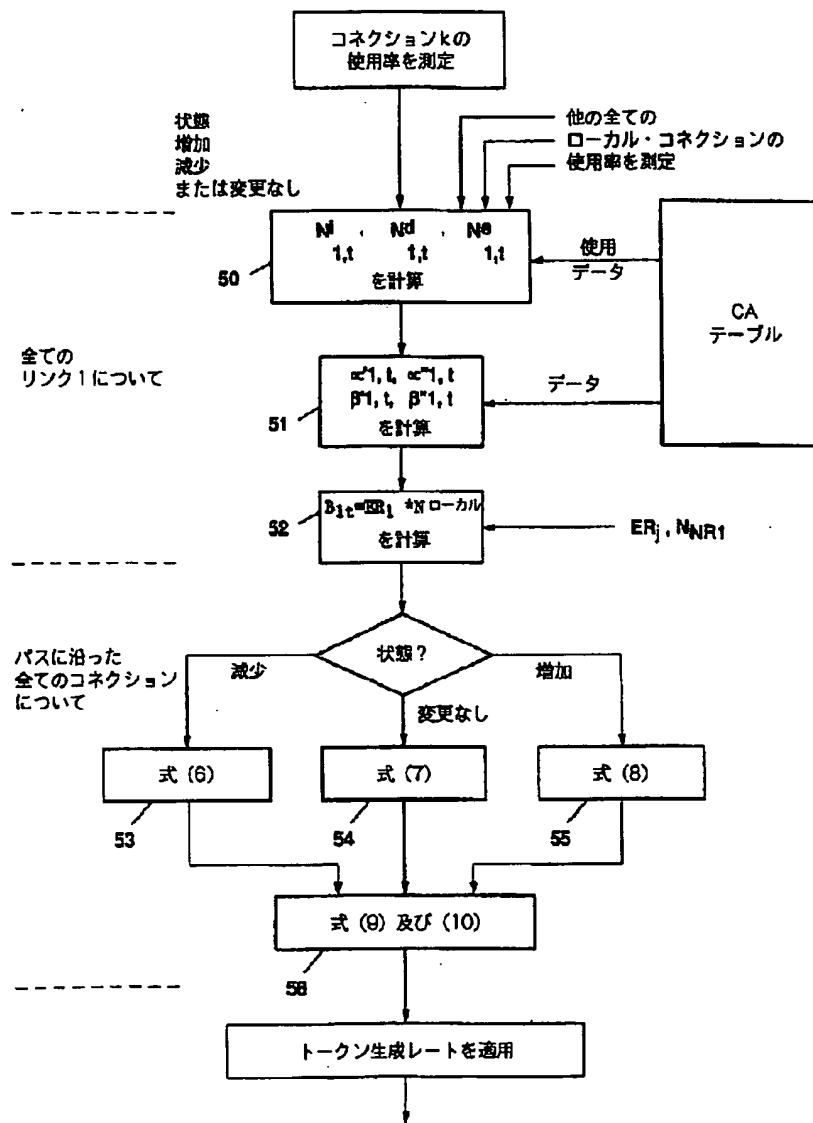 コネクションkの
使用率を測定
状態
増加
減少
または変更なし
他の全ての
ローカル・コネクションの
使用率を測定
Nⁱ1,t , Nᵈ1,t , Nᵉ1,t
を計算
50
使用
データ
CA
テーブル
全ての
リンク1について
α'1,t, α"1,t
β'1,t, β"1,t
を計算
51
データ
B1t=ER1 *Nローカル
を計算
52
ERj , NNR1
パスに沿った
全てのコネクション
について
状態？
減少
増加
変更なし
式 (6)
式 (7)
式 (8)
53
54
55
式 (9) 及び (10)
58
トークン生成レートを適用